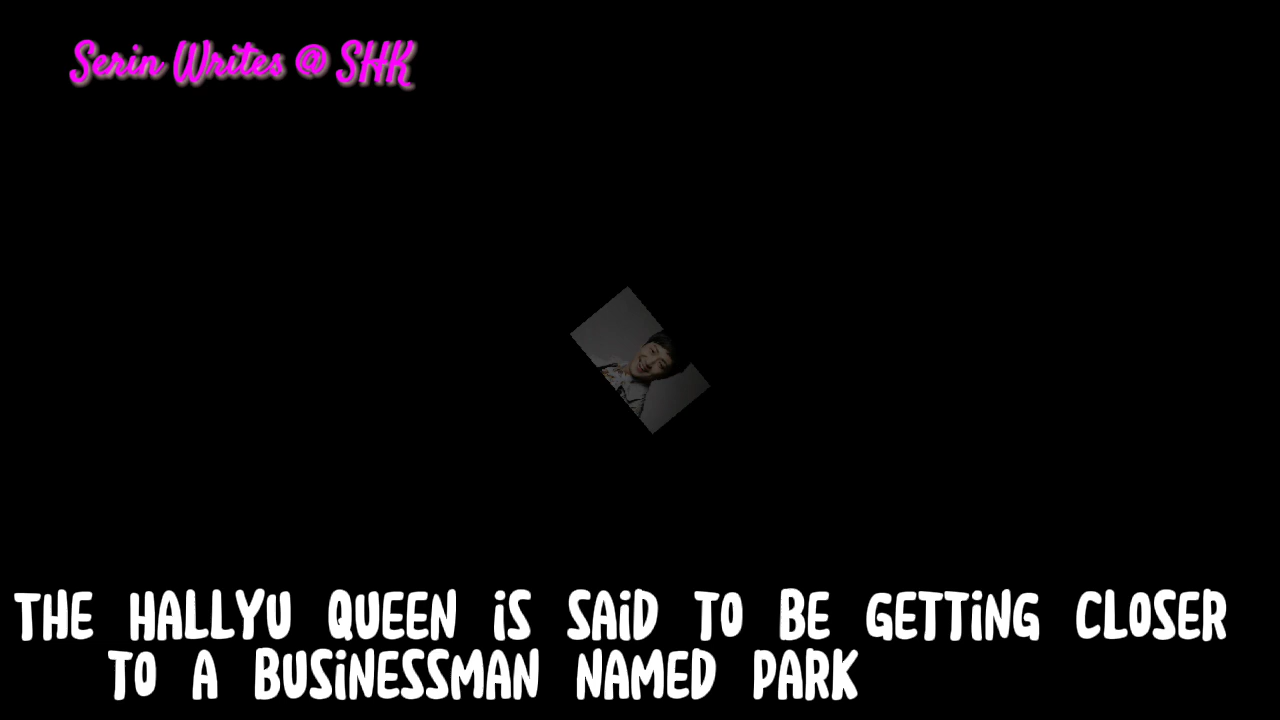 Serin Writes @ SHK
THE HALLYU QUEEN iS SAiD TO BE GETTiNG CLOSER
TO A BUSiNESSMAN NAMED PARK